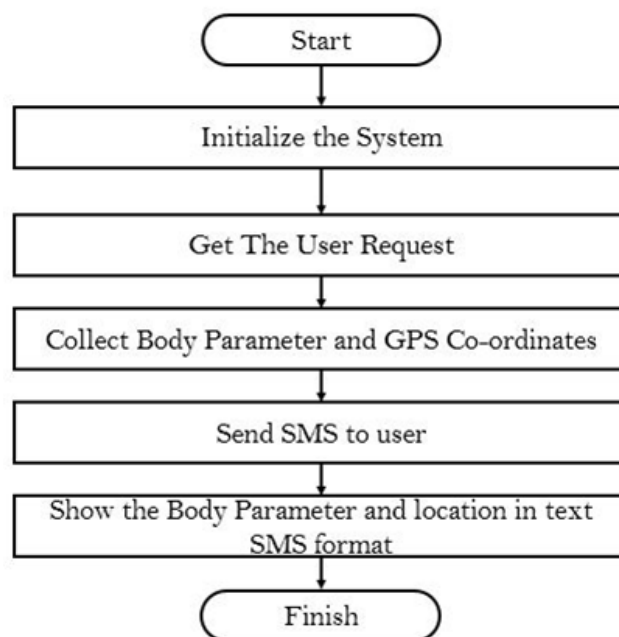 Start
Initialize the System
Get The User Request
Collect Body Parameter and GPS Co-ordinates
Send SMS to user
Show the Body Parameter and location in text
SMS format
Finish